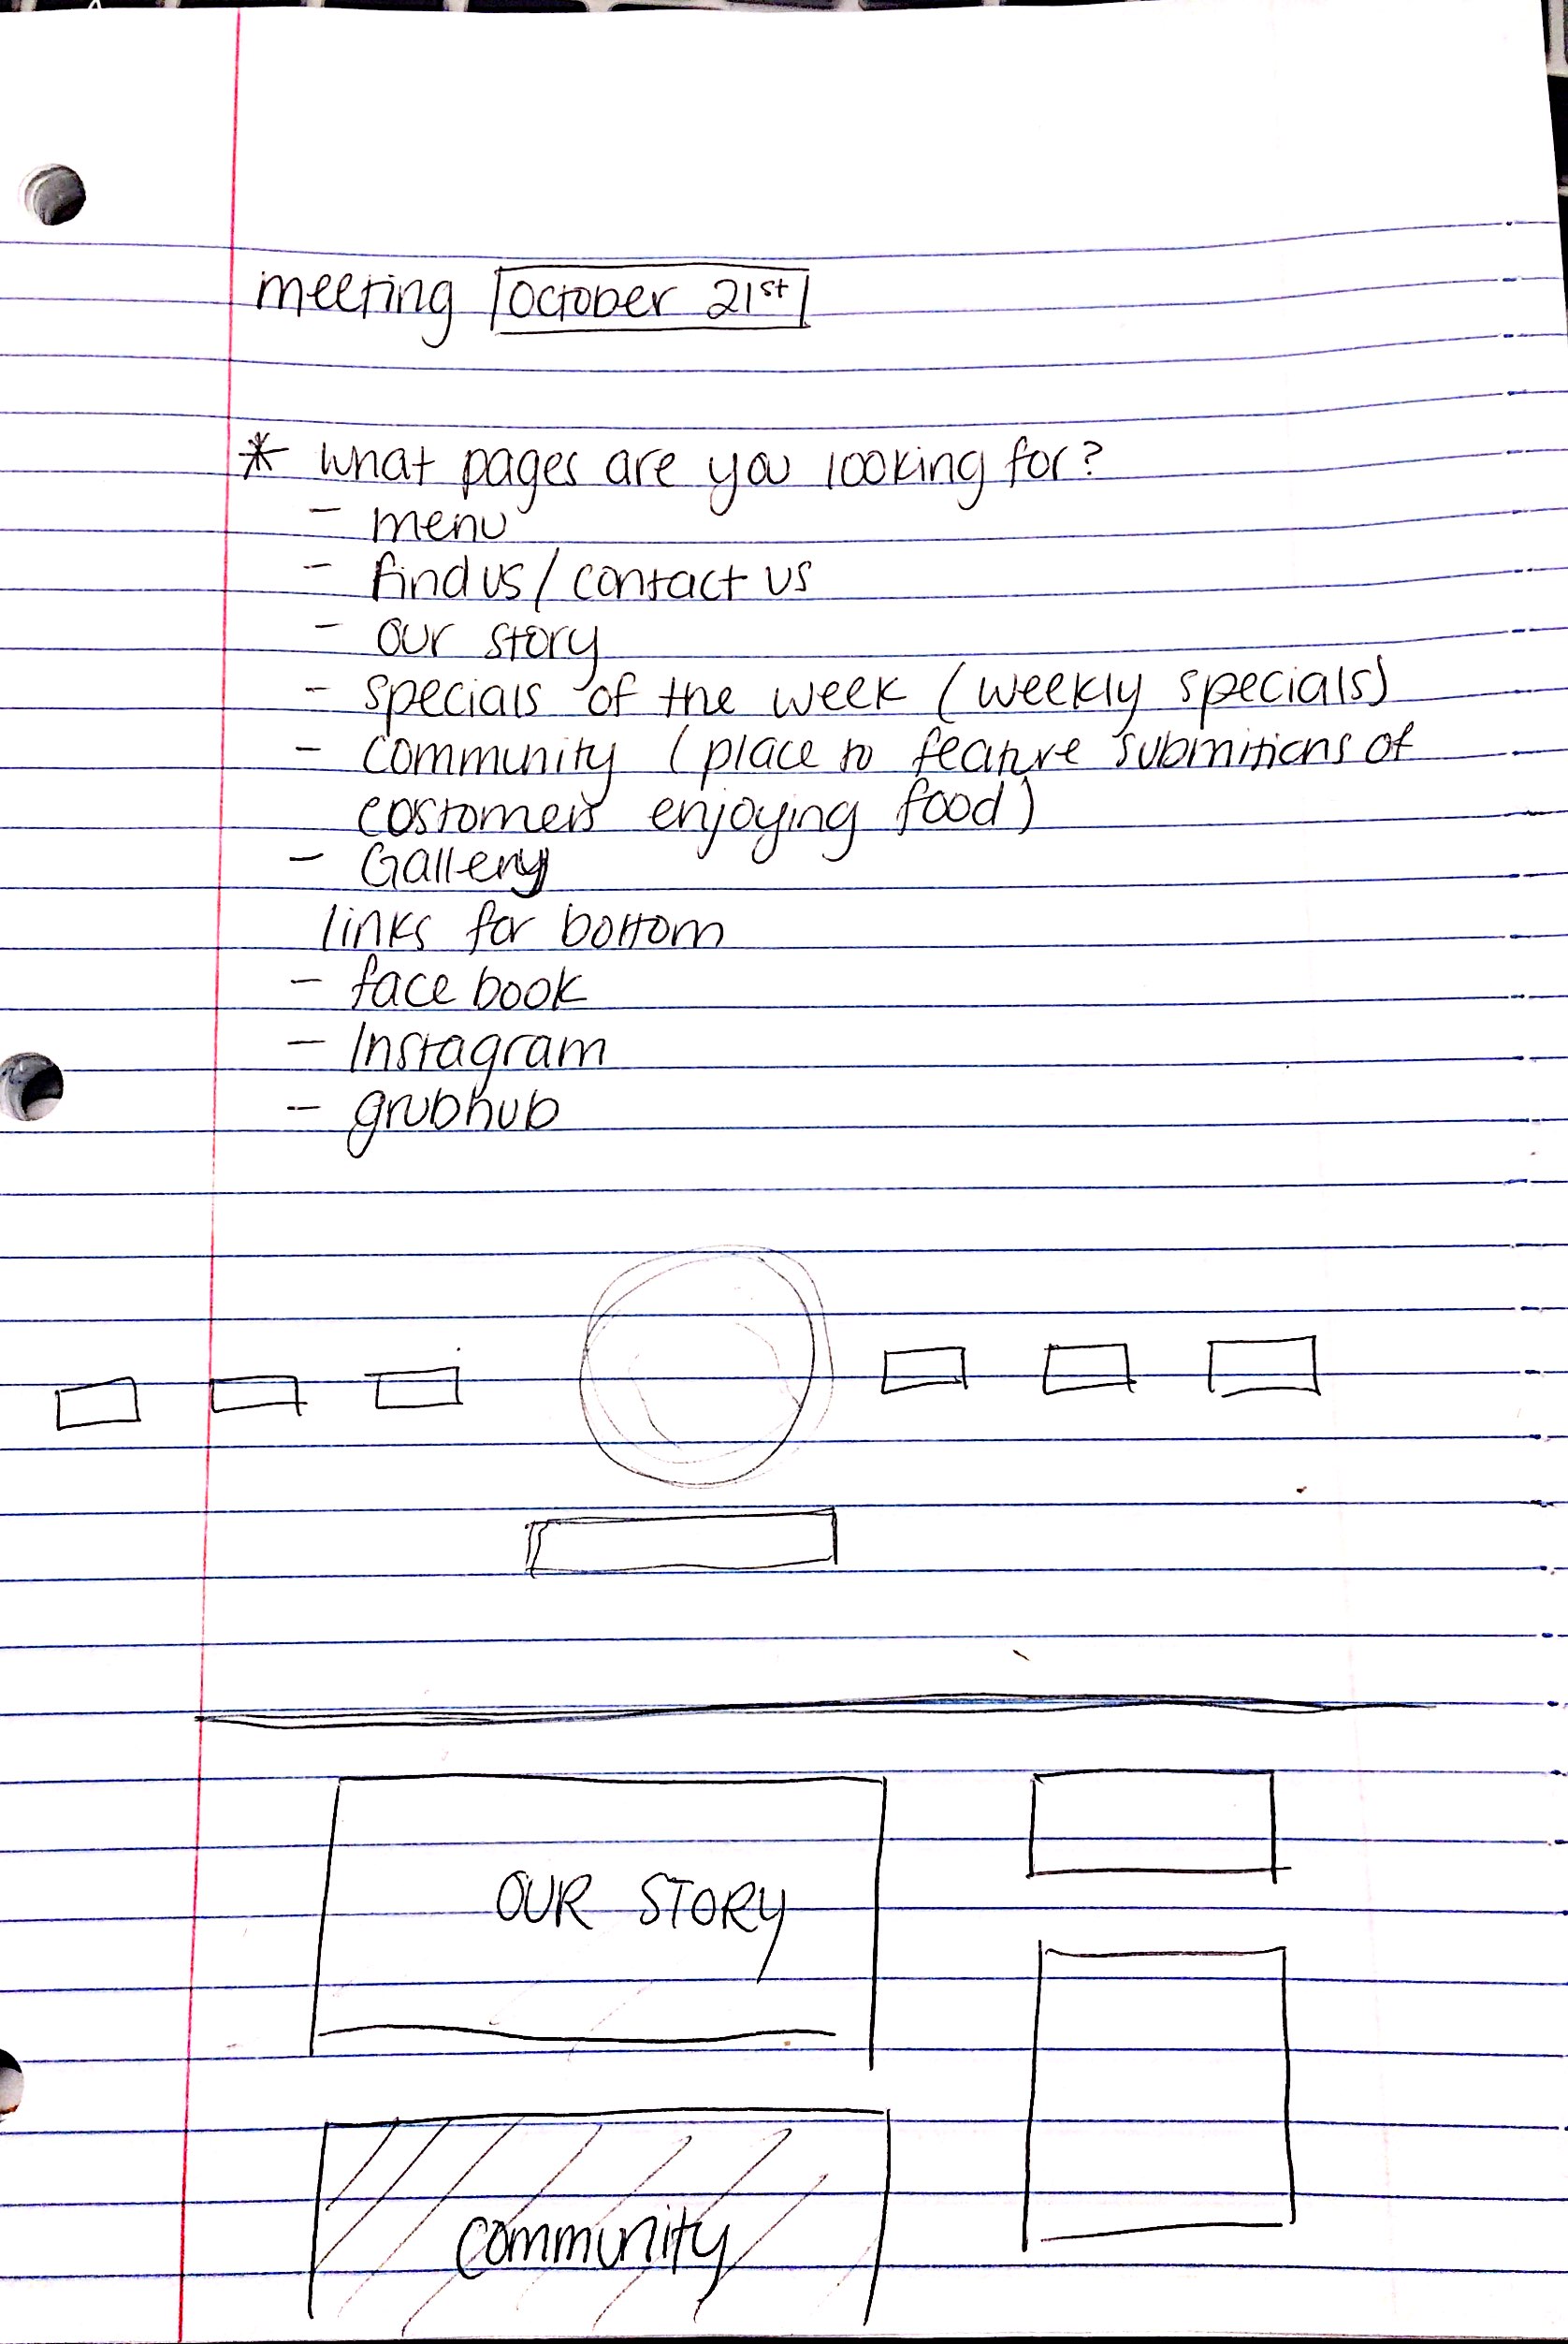 meeting October 21st
* what pages are you looking for?
- menu
- find us / contact us
- our story
- specials of the week (weekly specials)
- community (place to feature submitions of
costomers enjoying food)
- Gallery
links for bottom
- face book
- Instagram
- grubhub
OUR STORY
community